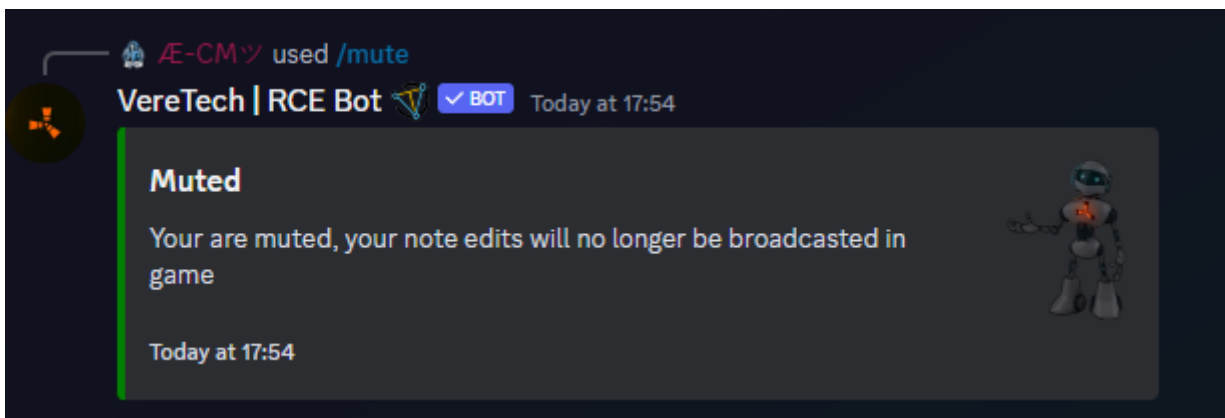 Æ-CMツ used /mute
VereTech | RCE Bot BOT Today at 17:54
Muted
Your are muted, your note edits will no longer be broadcasted in
game
Today at 17:54